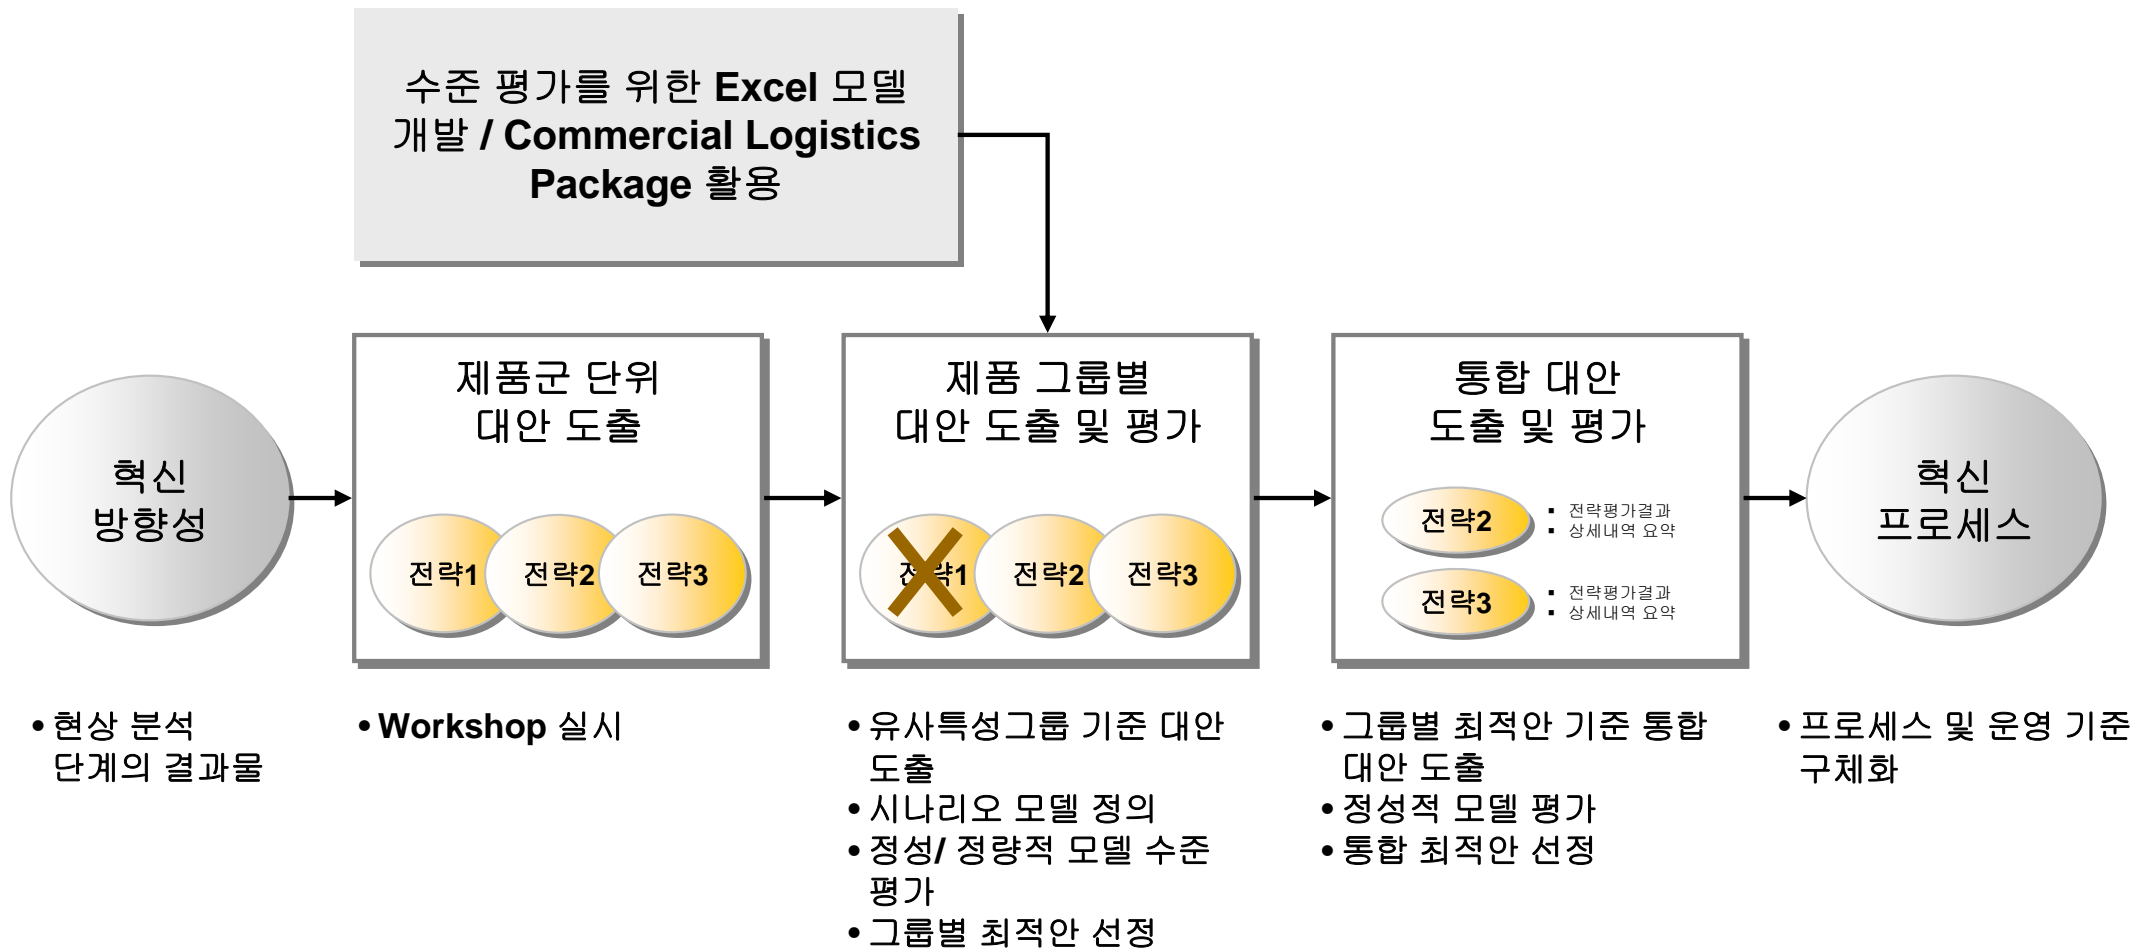 수준 평가를 위한 Excel 모델
개발 / Commercial Logistics
Package 활용
혁신
방향성
제품군 단위
대안 도출
전략1
전략2
전략3
제품 그룹별
대안 도출 및 평가
전략1
전략2
전략3
통합 대안
도출 및 평가
전략2
▪ 전략평가결과
▪ 상세내역 요약
전략3
▪ 전략평가결과
▪ 상세내역 요약
혁신
프로세스
• 현상 분석
단계의 결과물
• Workshop 실시
• 유사특성그룹 기준 대안
도출
• 시나리오 모델 정의
• 정성/ 정량적 모델 수준
평가
• 그룹별 최적안 선정
• 그룹별 최적안 기준 통합
대안 도출
• 정성적 모델 평가
• 통합 최적안 선정
• 프로세스 및 운영 기준
구체화